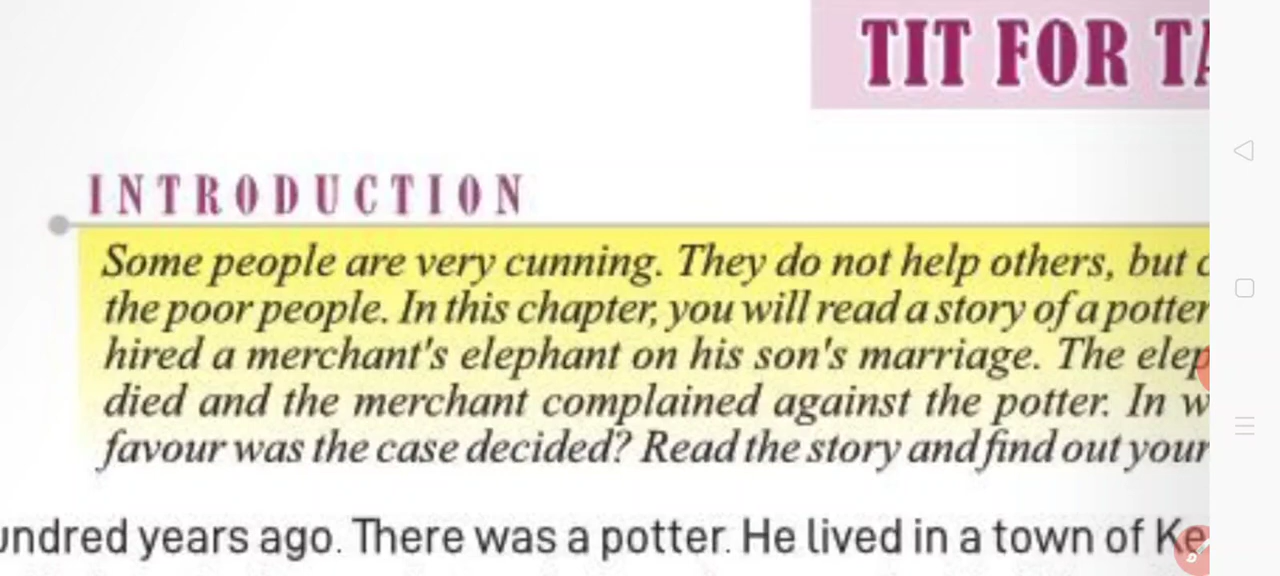 TIT FOR TA
INTRODUCTION
Some people are very cunning. They do not help others, but
the poor people. In this chapter, you will read a story of a potter
hired a merchant's elephant on his son's marriage. The elep
died and the merchant complained against the potter. In w
favour was the case decided? Read the story and find out your
undred years ago. There was a potter. He lived in a town of Ke